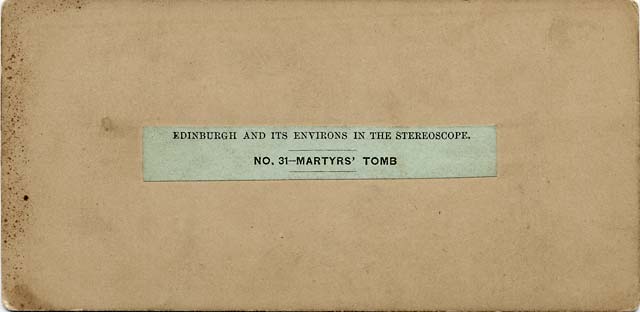 EDINBURGH AND ITS ENVIRONS IN THE STEREOSCOPE.
NO. 31—MARTYRS' TOMB